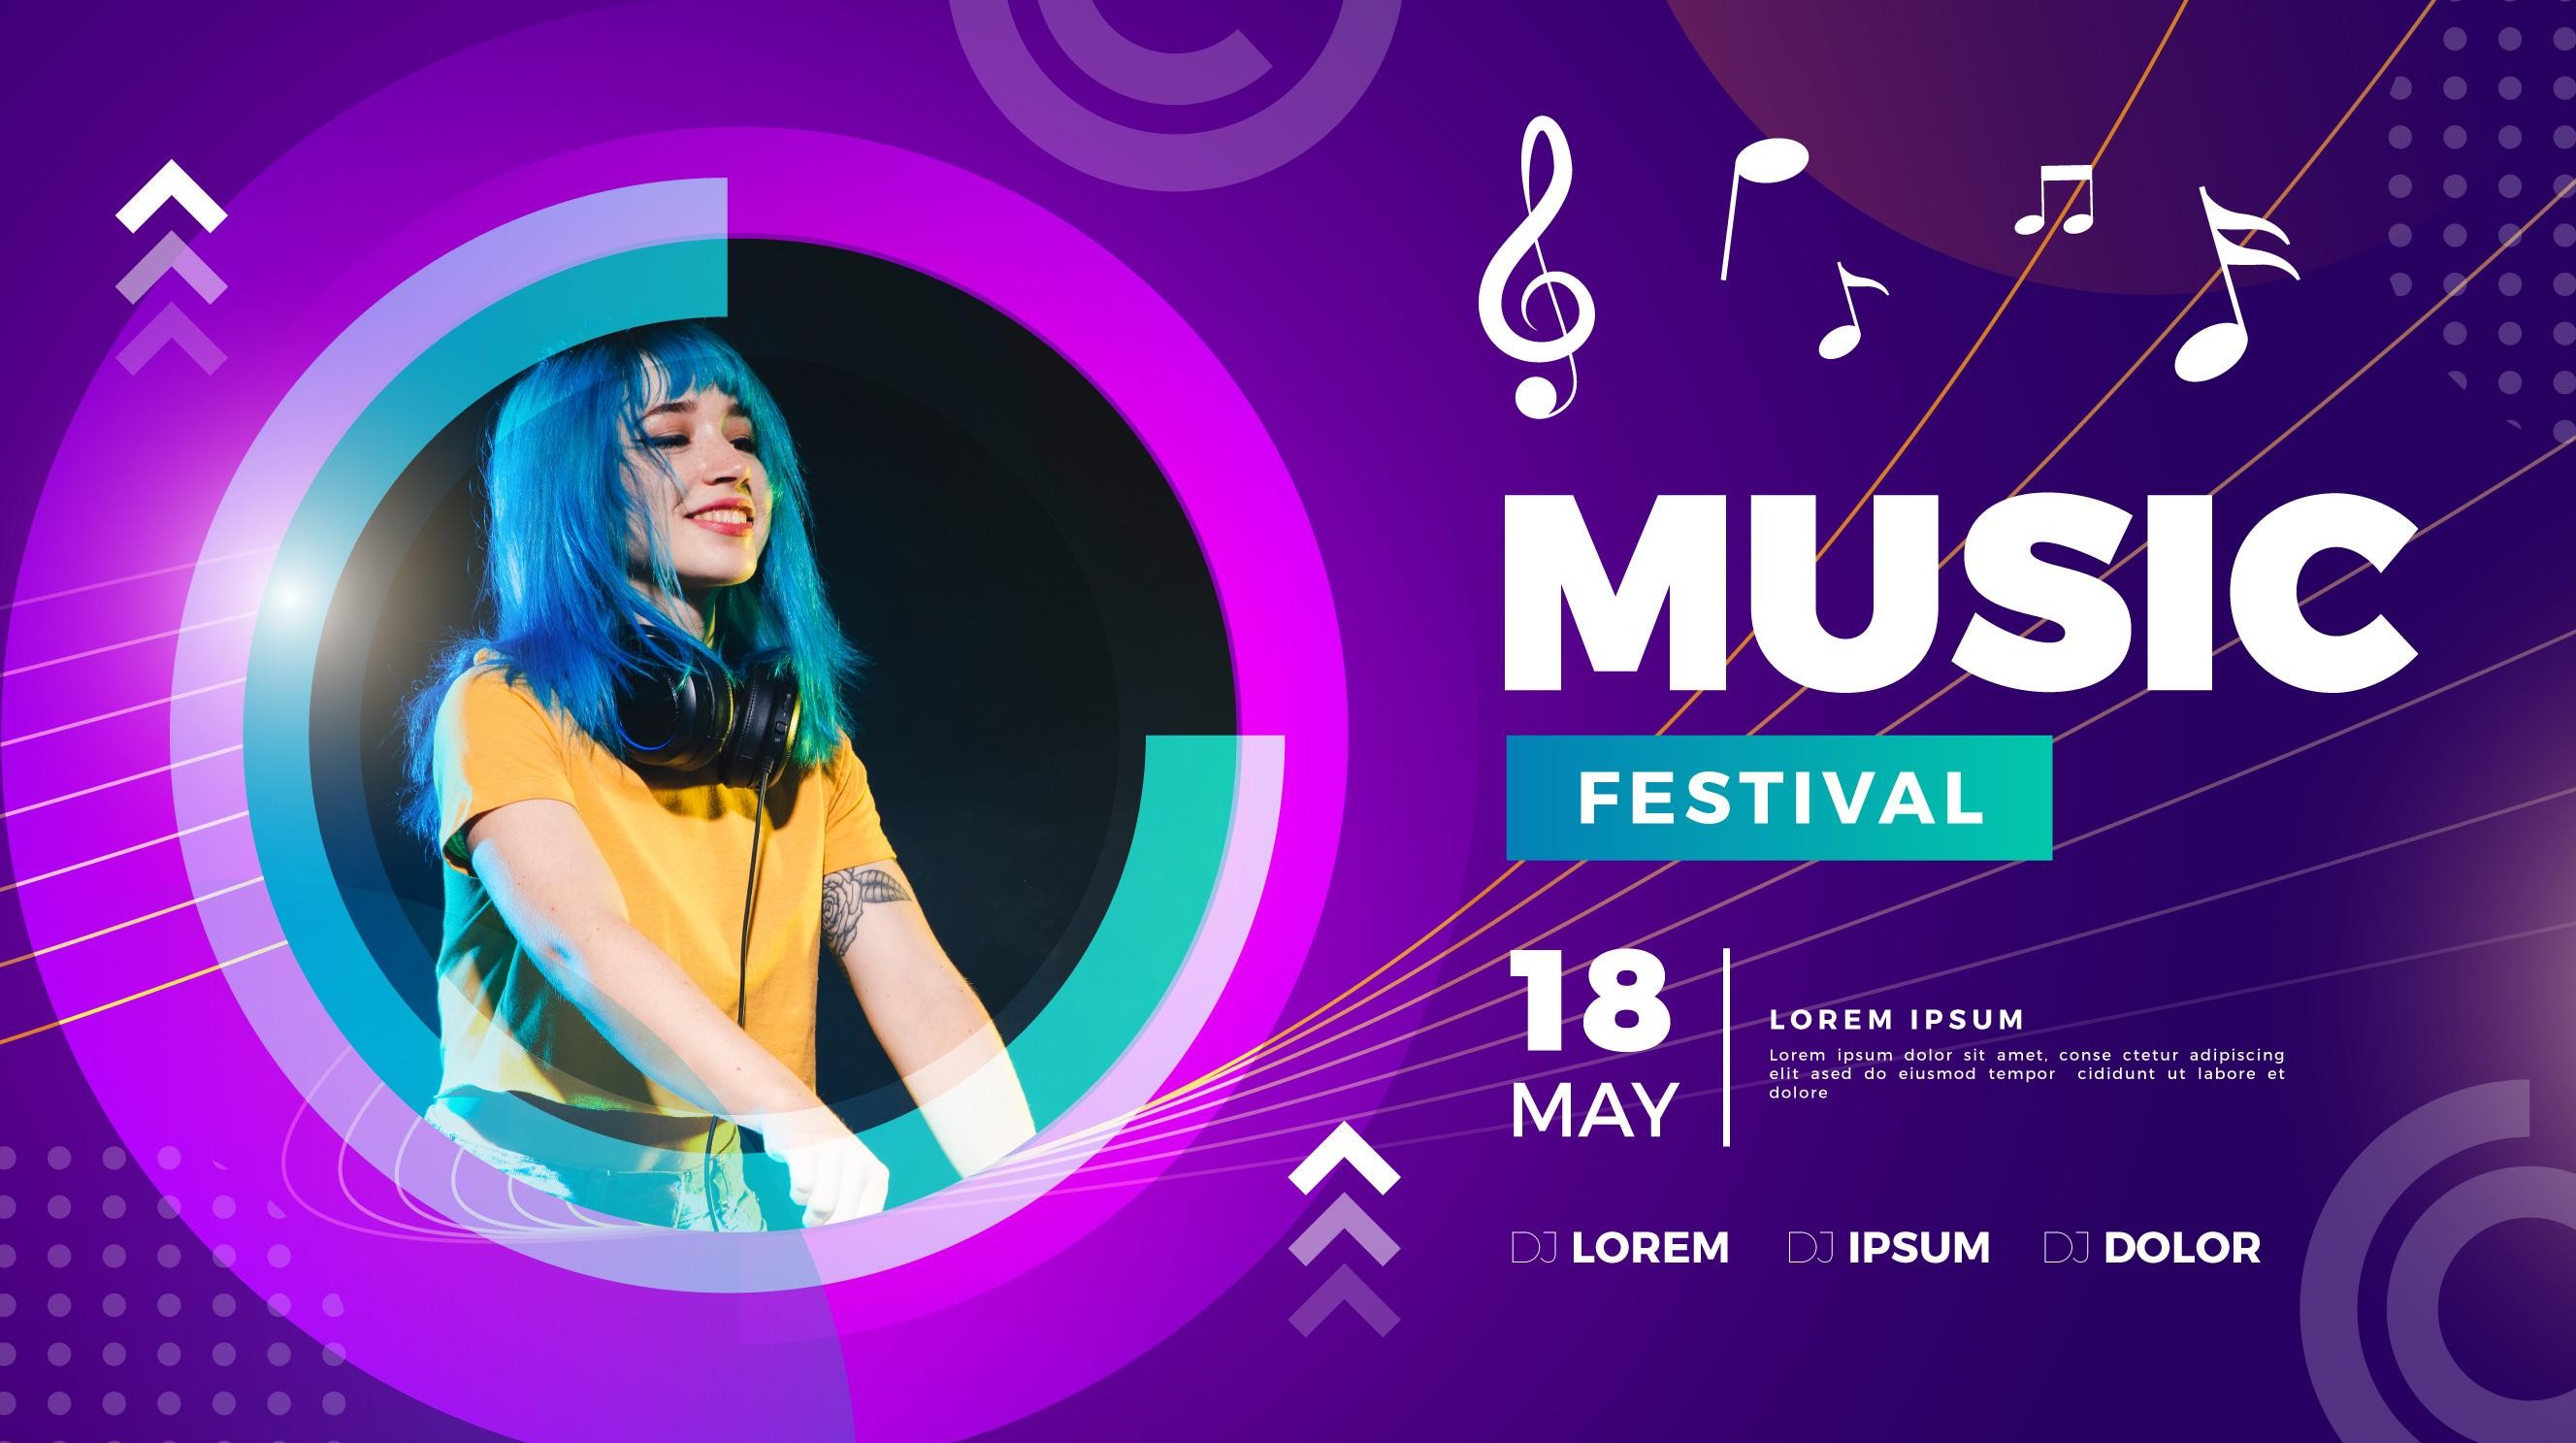 MUSIC
FESTIVAL
18
MAY
LOREM IPSUM
Lorem ipsum dolor sit amet, conse ctetur adipiscing
elit ased do eiusmod tempor cididunt ut labore et
dolore
DJ LOREM DJ IPSUM DJ DOLOR